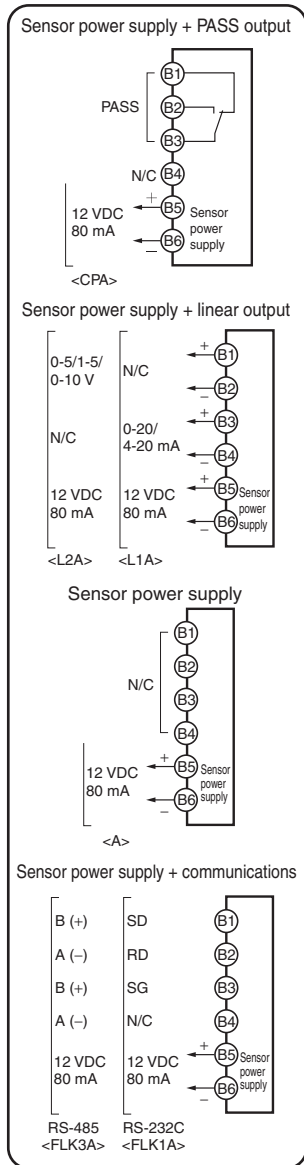 Sensor power supply + PASS output
B1
PASS
B2
B3
N/C
B4
12 VDC
80 mA
+
B5
−
B6
Sensor
power
supply
<CPA>
Sensor power supply + linear output
0-5/1-5/
0-10 V
N/C
+
B1
−
B2
N/C
0-20/
4-20 mA
+
B3
−
B4
12 VDC
80 mA
12 VDC
80 mA
+
B5
−
B6
Sensor
power
supply
<L2A>
<L1A>
Sensor power supply
B1
B2
N/C
B3
B4
12 VDC
80 mA
+
B5
−
B6
Sensor
power
supply
<A>
Sensor power supply + communications
B (+)
SD
B1
A (−)
RD
B2
B (+)
SG
B3
A (−)
N/C
B4
12 VDC
80 mA
12 VDC
80 mA
+
B5
−
B6
Sensor
power
supply
RS-485
<FLK3A>
RS-232C
<FLK1A>